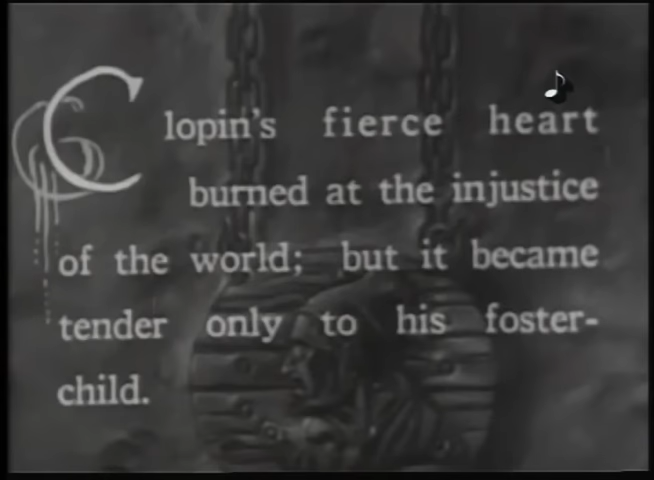 Clopin's fierce heart
burned at the injustice
of the world; but it became
tender only to his foster-
child.